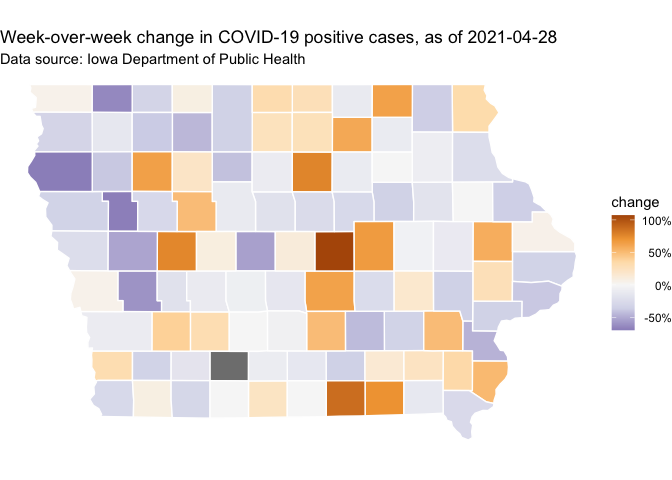 Week-over-week change in COVID-19 positive cases, as of 2021-04-28
Data source: Iowa Department of Public Health
change
100%
50%
0%
-50%